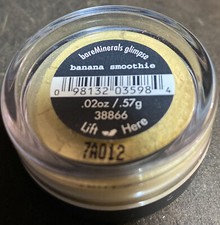 bareMinerals glimpse
banana smoothie
0 98132 03598 4
.02oz / .57g
38866
Lift Here
7A012